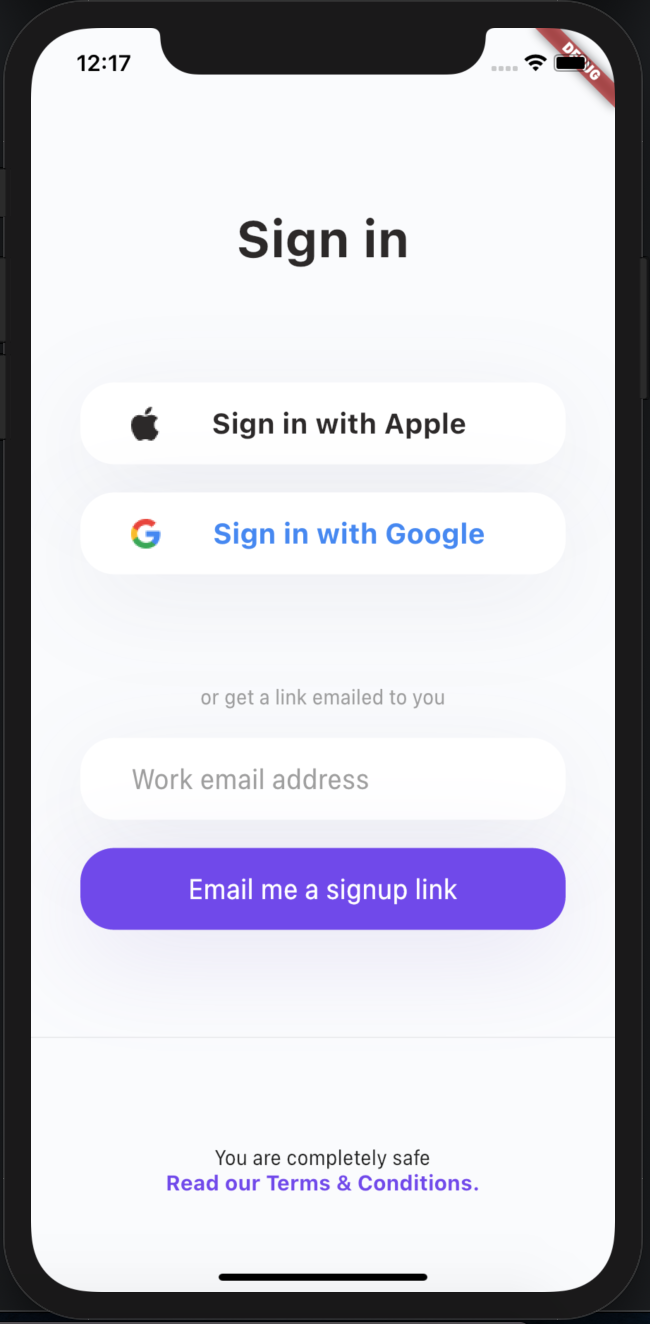 12:17
DEBUG
Sign in
Sign in with Apple
Sign in with Google
or get a link emailed to you
Work email address
Email me a signup link
You are completely safe
Read our Terms & Conditions.